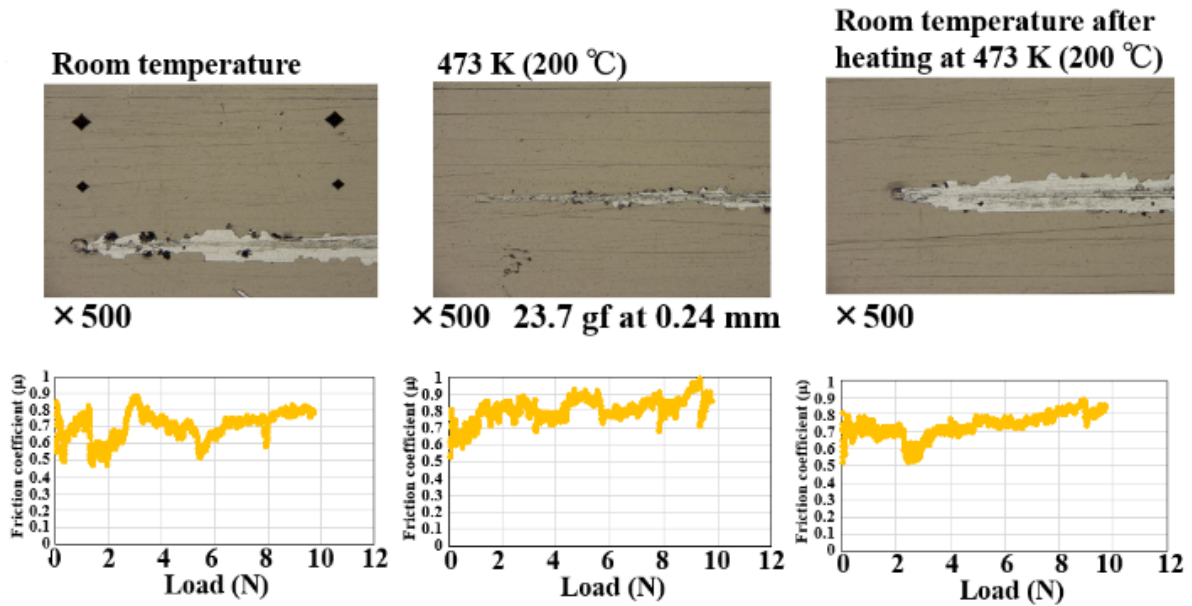 Room temperature
473 K (200 ℃)
Room temperature after
heating at 473 K (200 ℃)
×500
×500 23.7 gf at 0.24 mm
×500
Friction coefficient (μ)
1
0.9
0.8
0.7
0.6
0.5
0.4
0.3
0.2
0.1
0
0 2 4 6 8 10 12
Load (N)
Friction coefficient (μ)
1
0.9
0.8
0.7
0.6
0.5
0.4
0.3
0.2
0.1
0
0 2 4 6 8 10 12
Load (N)
Friction coefficient (μ)
1
0.9
0.8
0.7
0.6
0.5
0.4
0.3
0.2
0.1
0
0 2 4 6 8 10 12
Load (N)